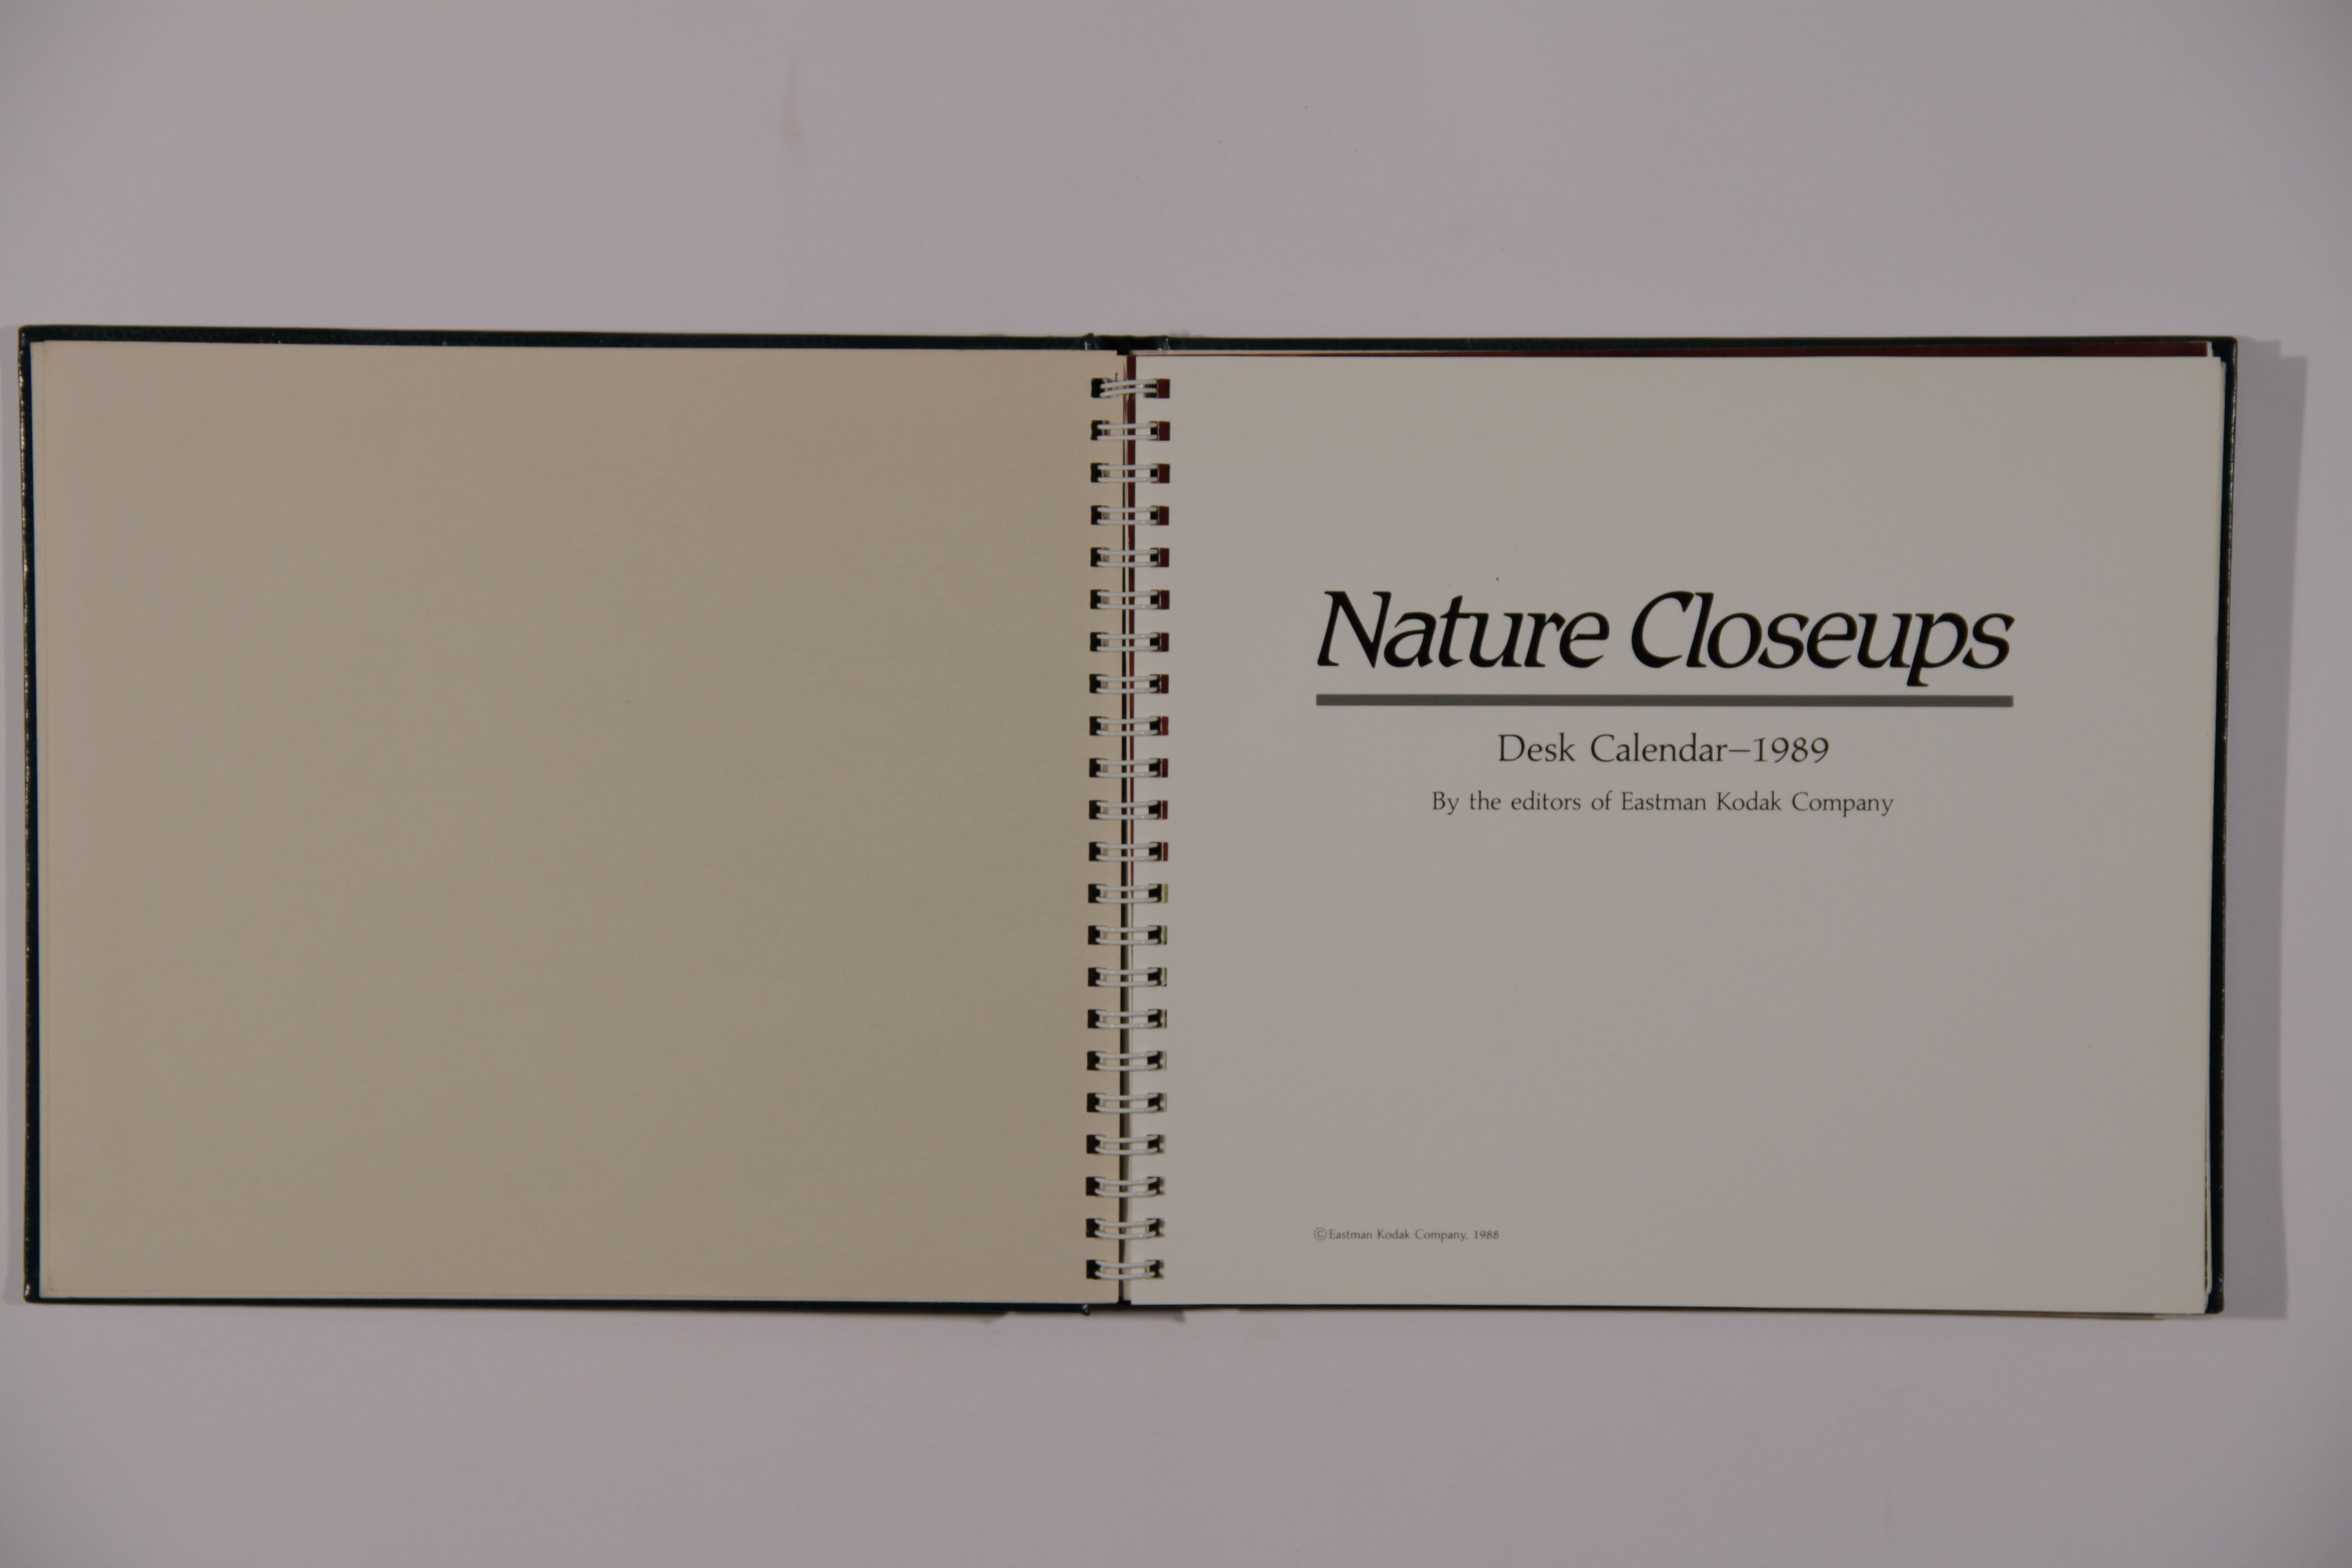 Nature Closeups
Desk Calendar–1989
By the editors of Eastman Kodak Company
©Eastman Kodak Company, 1988